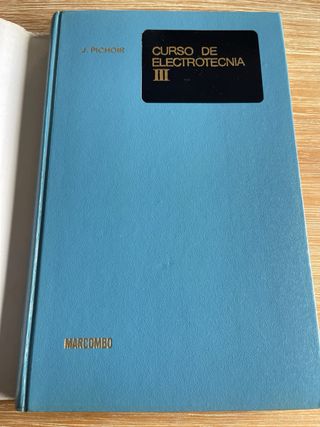 J. PICHOIR
CURSO DE
ELECTROTECNIA
III
MARCOMBO